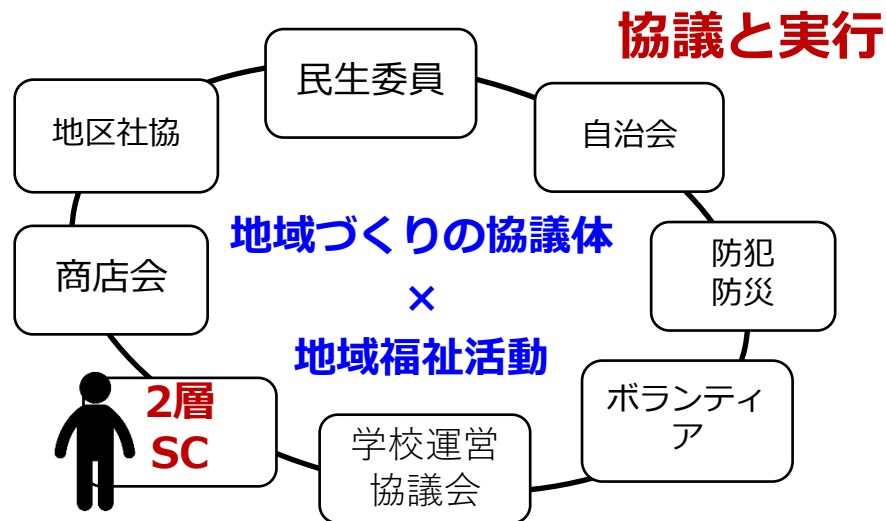 協議と実行
民生委員
地区社協
自治会
地域づくりの協議体
×
地域福祉活動
商店会
防犯
防災
2層
SC
学校運営
協議会
ボランティ
ア